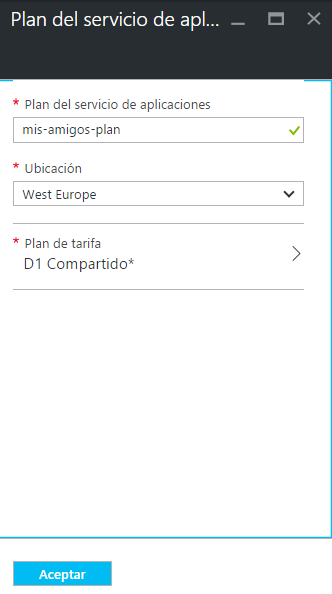 Plan del servicio de apl...
* Plan del servicio de aplicaciones
mis-amigos-plan
* Ubicación
West Europe
* Plan de tarifa
D1 Compartido*
Aceptar